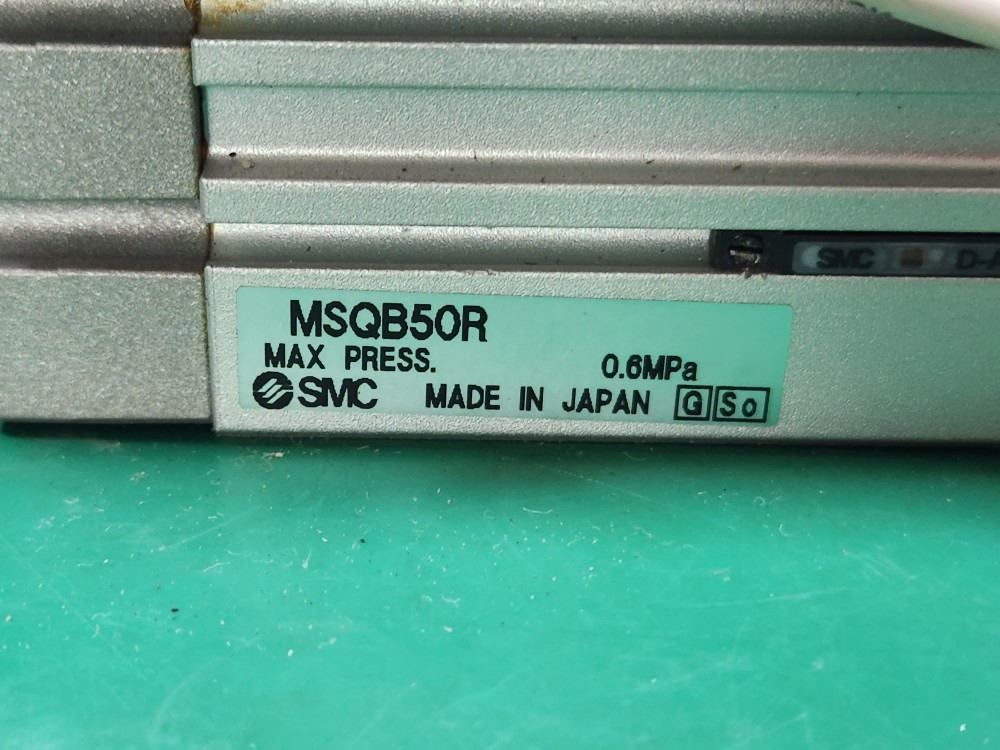 SMC D-A
MSQB50R
MAX PRESS. 0.6MPa
SMC MADE IN JAPAN G So